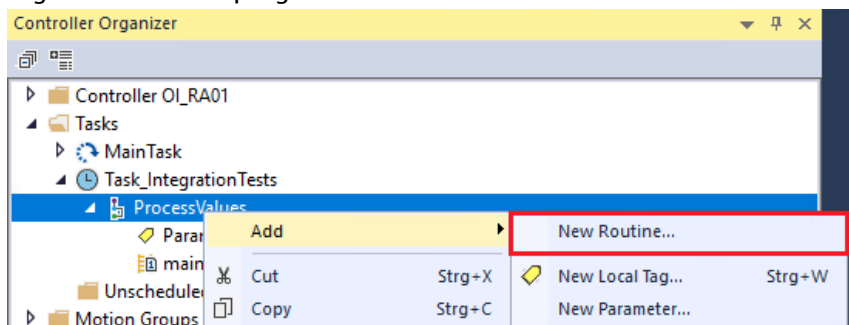 Controller Organizer
Controller OI_RA01
Tasks
MainTask
Task_IntegrationTests
ProcessValues
Add
New Routine...
main
Cut Strg+X
New Local Tag... Strg+W
Copy Strg+C
New Parameter...
Motion Groups